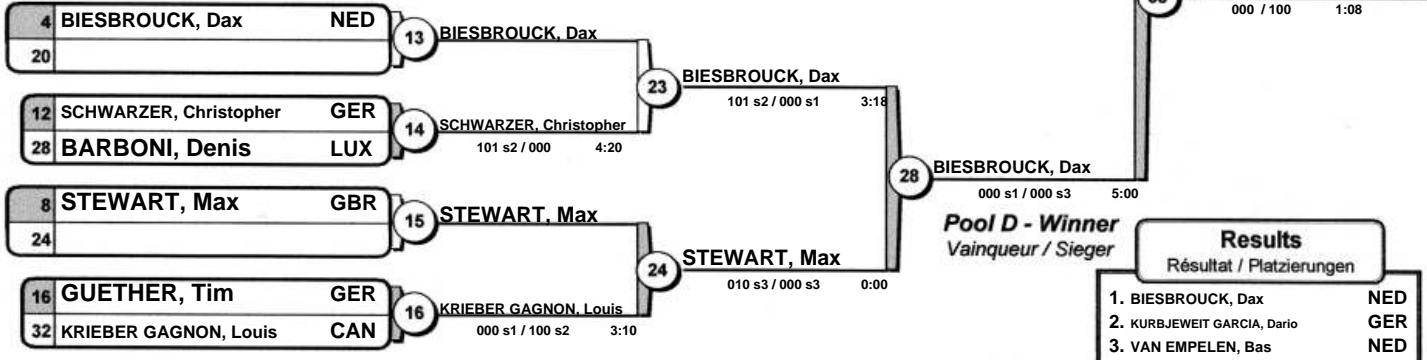 000 / 100 1:08
4 BIESBROUCK, Dax NED
20
13 BIESBROUCK, Dax
12 SCHWARZER, Christopher GER
28 BARBONI, Denis LUX
14 SCHWARZER, Christopher
101 s2 / 000 4:20
23 BIESBROUCK, Dax
101 s2 / 000 s1 3:18
8 STEWART, Max GBR
24
15 STEWART, Max
16 GUETHER, Tim GER
32 KRIEBER GAGNON, Louis CAN
16 KRIEBER GAGNON, Louis
000 s1 / 100 s2 3:10
24 STEWART, Max
010 s3 / 000 s3 0:00
28 BIESBROUCK, Dax
000 s1 / 000 s3 5:00
Pool D - Winner
Vainqueur / Sieger
Results
Résultat / Platzierungen
1. BIESBROUCK, Dax NED
2. KURBJEWEIT GARCIA, Dario GER
3. VAN EMPELEN, Bas NED